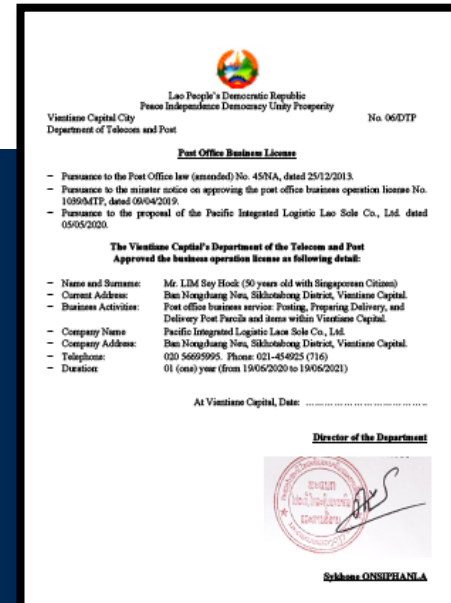 Lao People's Democratic Republic
Peace Independence Democracy Unity Prosperity
Vientiane Capital City No. 06/DTP
Department of Telecom and Post
Post Office Business License
– Pursuance to the Post Office law (amended) No. 45/NA, dated 25/12/2013.
– Pursuance to the minster notice on approving the post office business operation license No.
1039/MTP, dated 09/04/2019.
– Pursuance to the proposal of the Pacific Integrated Logistic Lao Sole Co., Ltd. dated
05/05/2020.
The Vientiane Captial's Department of the Telecom and Post
Approved the business operation license as following detail:
– Name and Surname: Mr. LIM Sey Hock (50 years old with Singaporean Citizen)
– Current Address: Ban Nongduang Neu, Sikhotabong District, Vientiane Capital.
– Business Activities: Post office business service: Posting, Preparing Delivery, and
Delivery Post Parcils and items within Vientiane Capital.
– Company Name Pacific Integrated Logistic Laos Sole Co., Ltd.
– Company Address: Ban Nongduang Neu, Sikhotabong District, Vientiane Capital.
– Telephone: 020 56695995. Phone: 021-454925 (716)
– Duration: 01 (one) year (from 19/06/2020 to 19/06/2021)
At Vientiane Capital, Date: ........................................
Director of the Department
Sykhone ONSIPHANLA